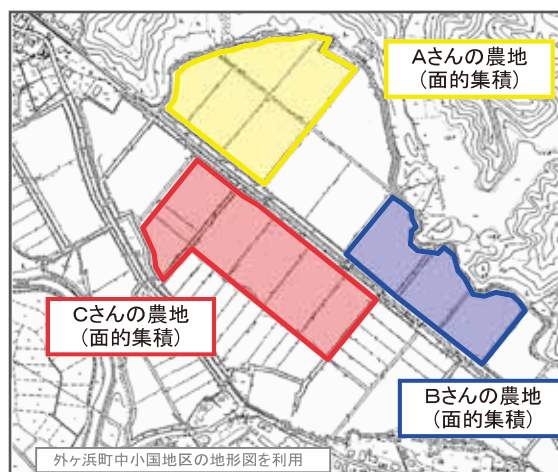 Aさんの農地
(面的集積)
Cさんの農地
(面的集積)
Bさんの農地
(面的集積)
外ヶ浜町中小国地区の地形図を利用